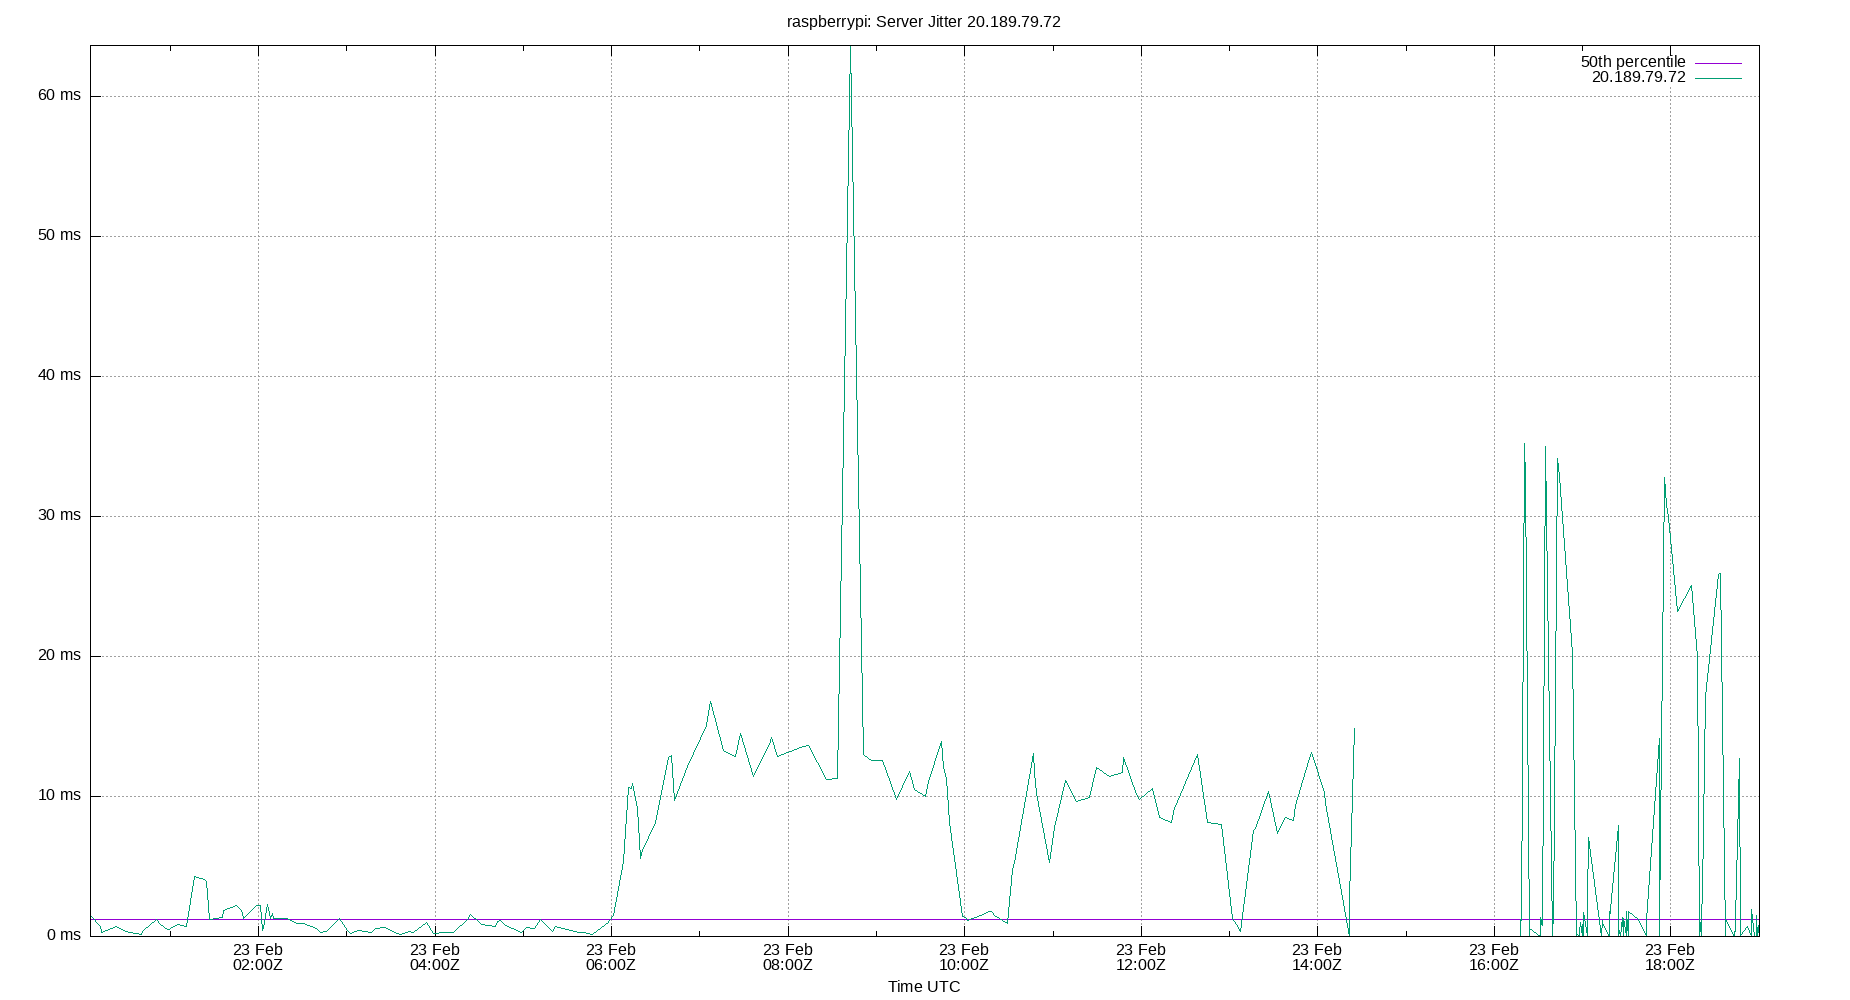 raspberrypi: Server Jitter 20.189.79.72
50th percentile
20.189.79.72
60 ms
50 ms
40 ms
30 ms
20 ms
10 ms
0 ms
23 Feb 23 Feb 23 Feb 23 Feb 23 Feb 23 Feb 23 Feb 23 Feb 23 Feb
02:00Z 04:00Z 06:00Z 08:00Z 10:00Z 12:00Z 14:00Z 16:00Z 18:00Z
Time UTC